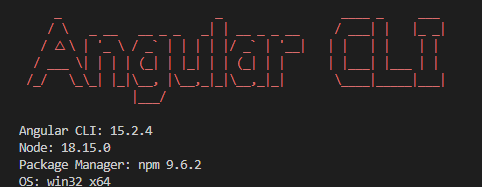 Angular CLI
Angular CLI: 15.2.4
Node: 18.15.0
Package Manager: npm 9.6.2
OS: win32 x64